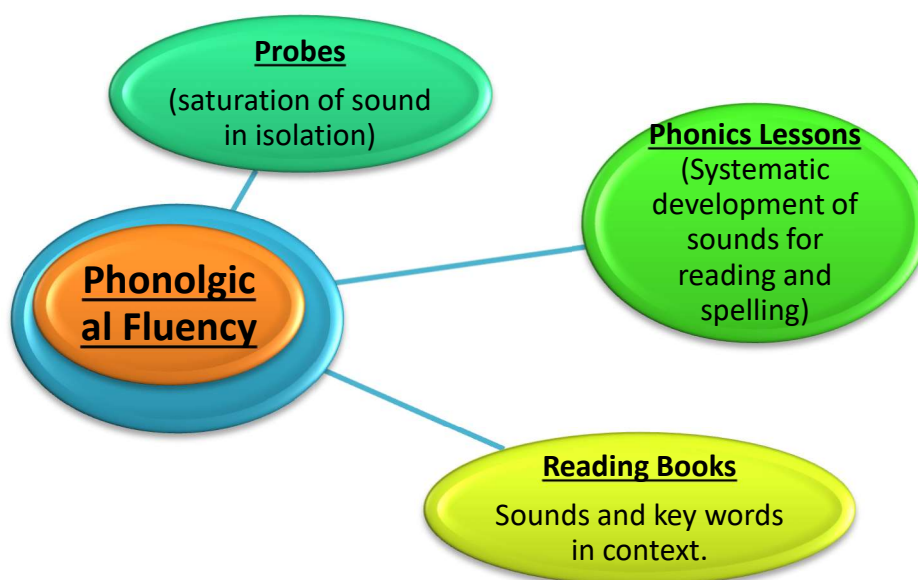 Probes
(saturation of sound
in isolation)
Phonics Lessons
(Systematic
development of
sounds for
reading and
spelling)
Phonolgic
al Fluency
Reading Books
Sounds and key words
in context.